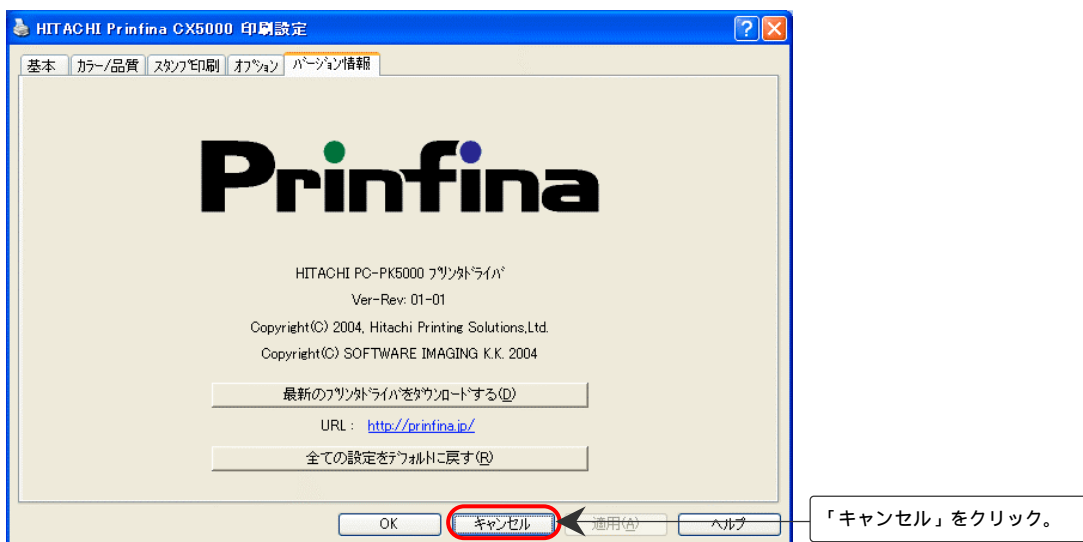 HITACHI Prinfina CX5000 印刷設定
基本 カラー/品質 スタンプ印刷 オプション バージョン情報
Prinfina
HITACHI PC-PK5000 プリンタドライバ
Ver-Rev: 01-01
Copyright(C) 2004, Hitachi Printing Solutions,Ltd.
Copyright(C) SOFTWARE IMAGING K.K. 2004
最新のプリンタドライバをダウンロードする(D)
URL : http://prinfina.jp/
全ての設定をデフォルトに戻す(R)
OK キャンセル 適用(A) ヘルプ
「キャンセル」をクリック。